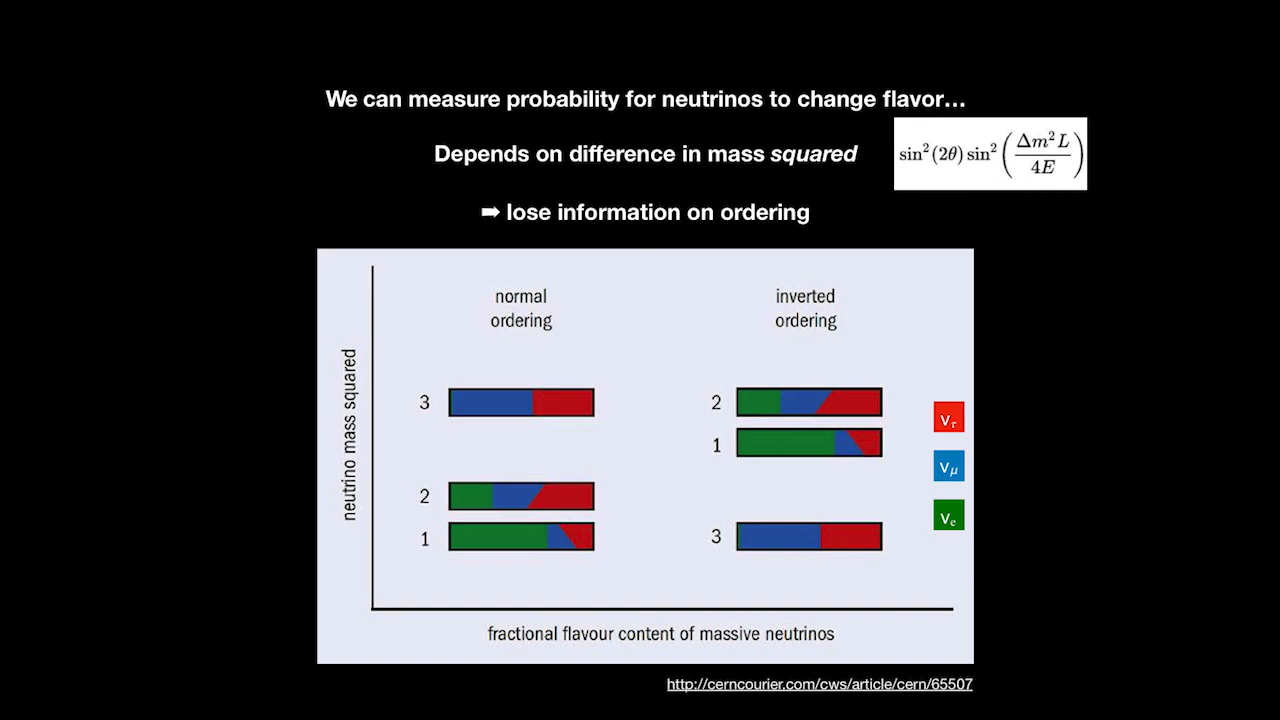 We can measure probability for neutrinos to change flavor…
Depends on difference in mass squared
sin²(2θ) sin²(Δm²L / 4E)
➡ lose information on ordering
normal
ordering
inverted
ordering
neutrino mass squared
3
2
1
2
1
3
ντ
νμ
νe
fractional flavour content of massive neutrinos
http://cerncourier.com/cws/article/cern/65507